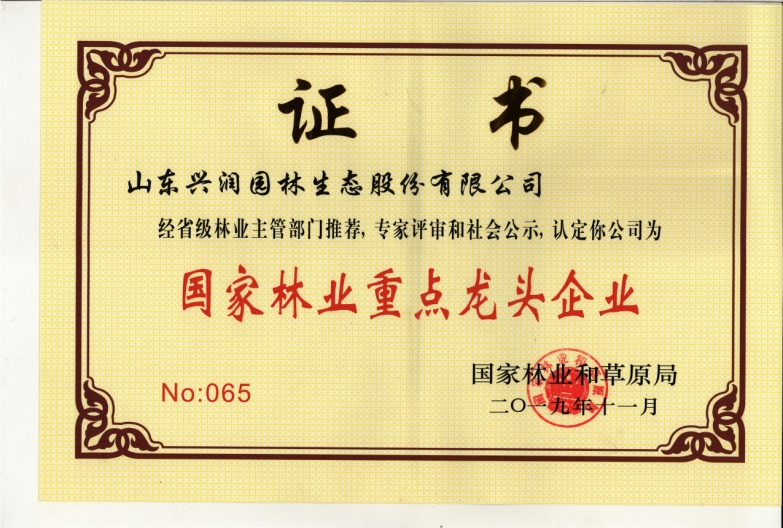 证书
山东兴润园林生态股份有限公司
经省级林业主管部门推荐,专家评审和社会公示,认定你公司为
国家林业重点龙头企业
No:065
国家林业和草原局
二〇一九年十一月